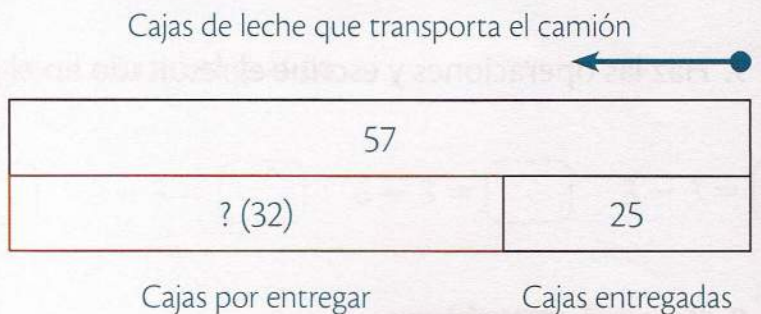 Cajas de leche que transporta el camión
57
? (32) 25
Cajas por entregar Cajas entregadas